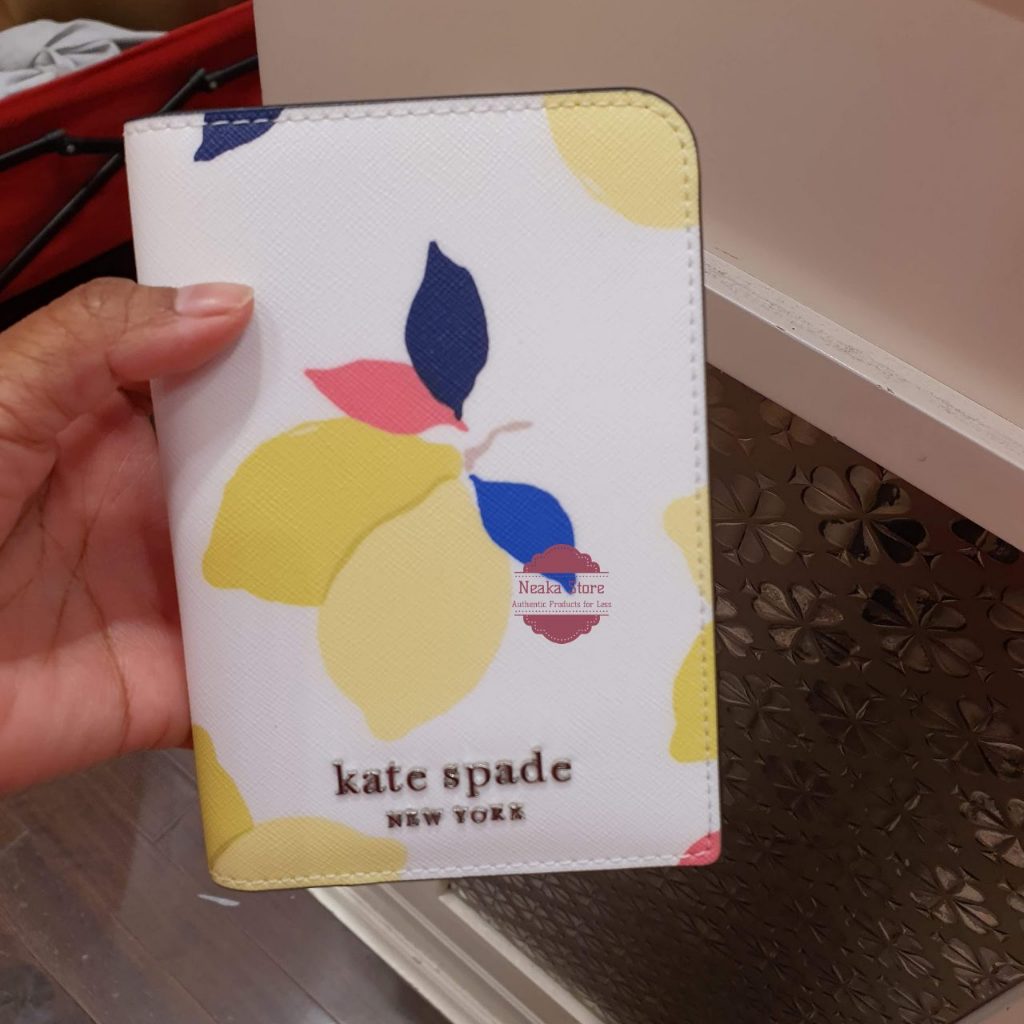 Neaka Store
Authentic Products for Less
kate spade
NEW YORK